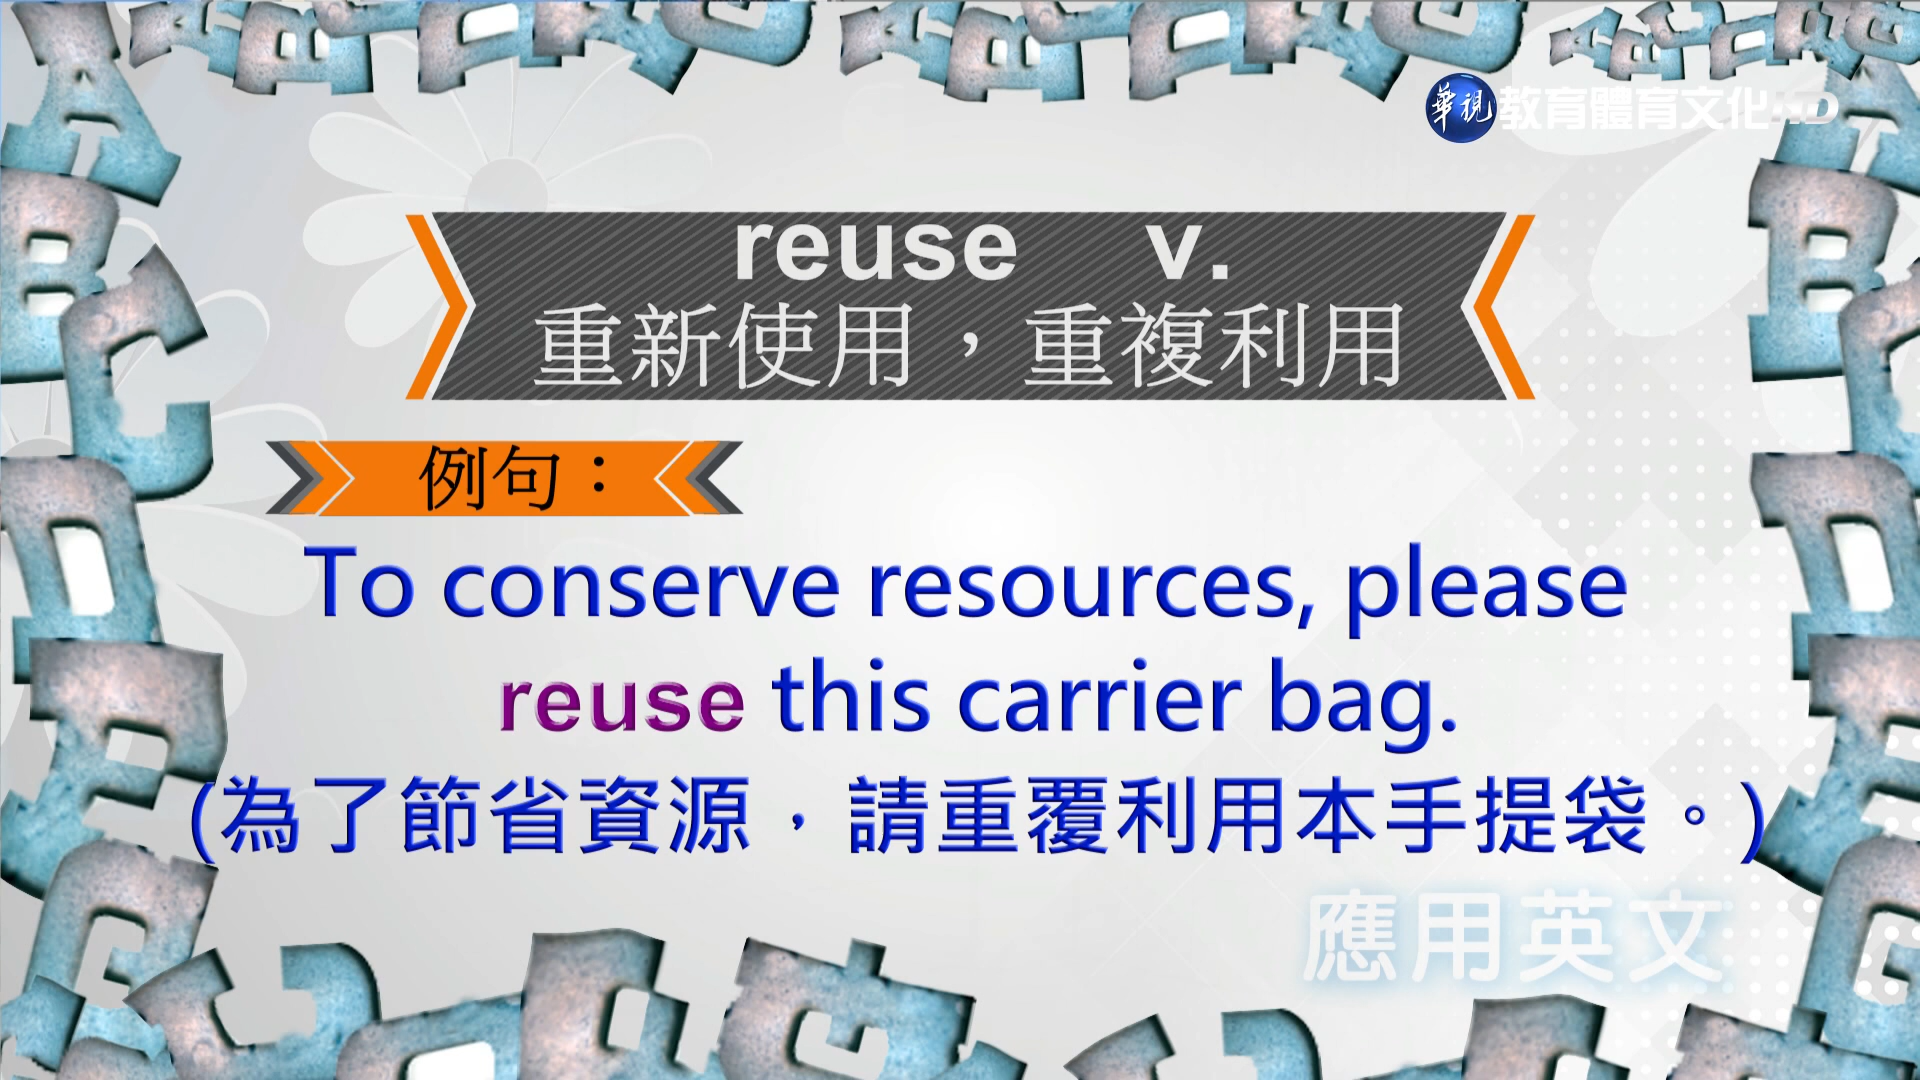 華視教育體育文化HD
reuse v.
重新使用，重複利用
例句：
To conserve resources, please
reuse this carrier bag.
(為了節省資源，請重覆利用本手提袋。)
應用英文